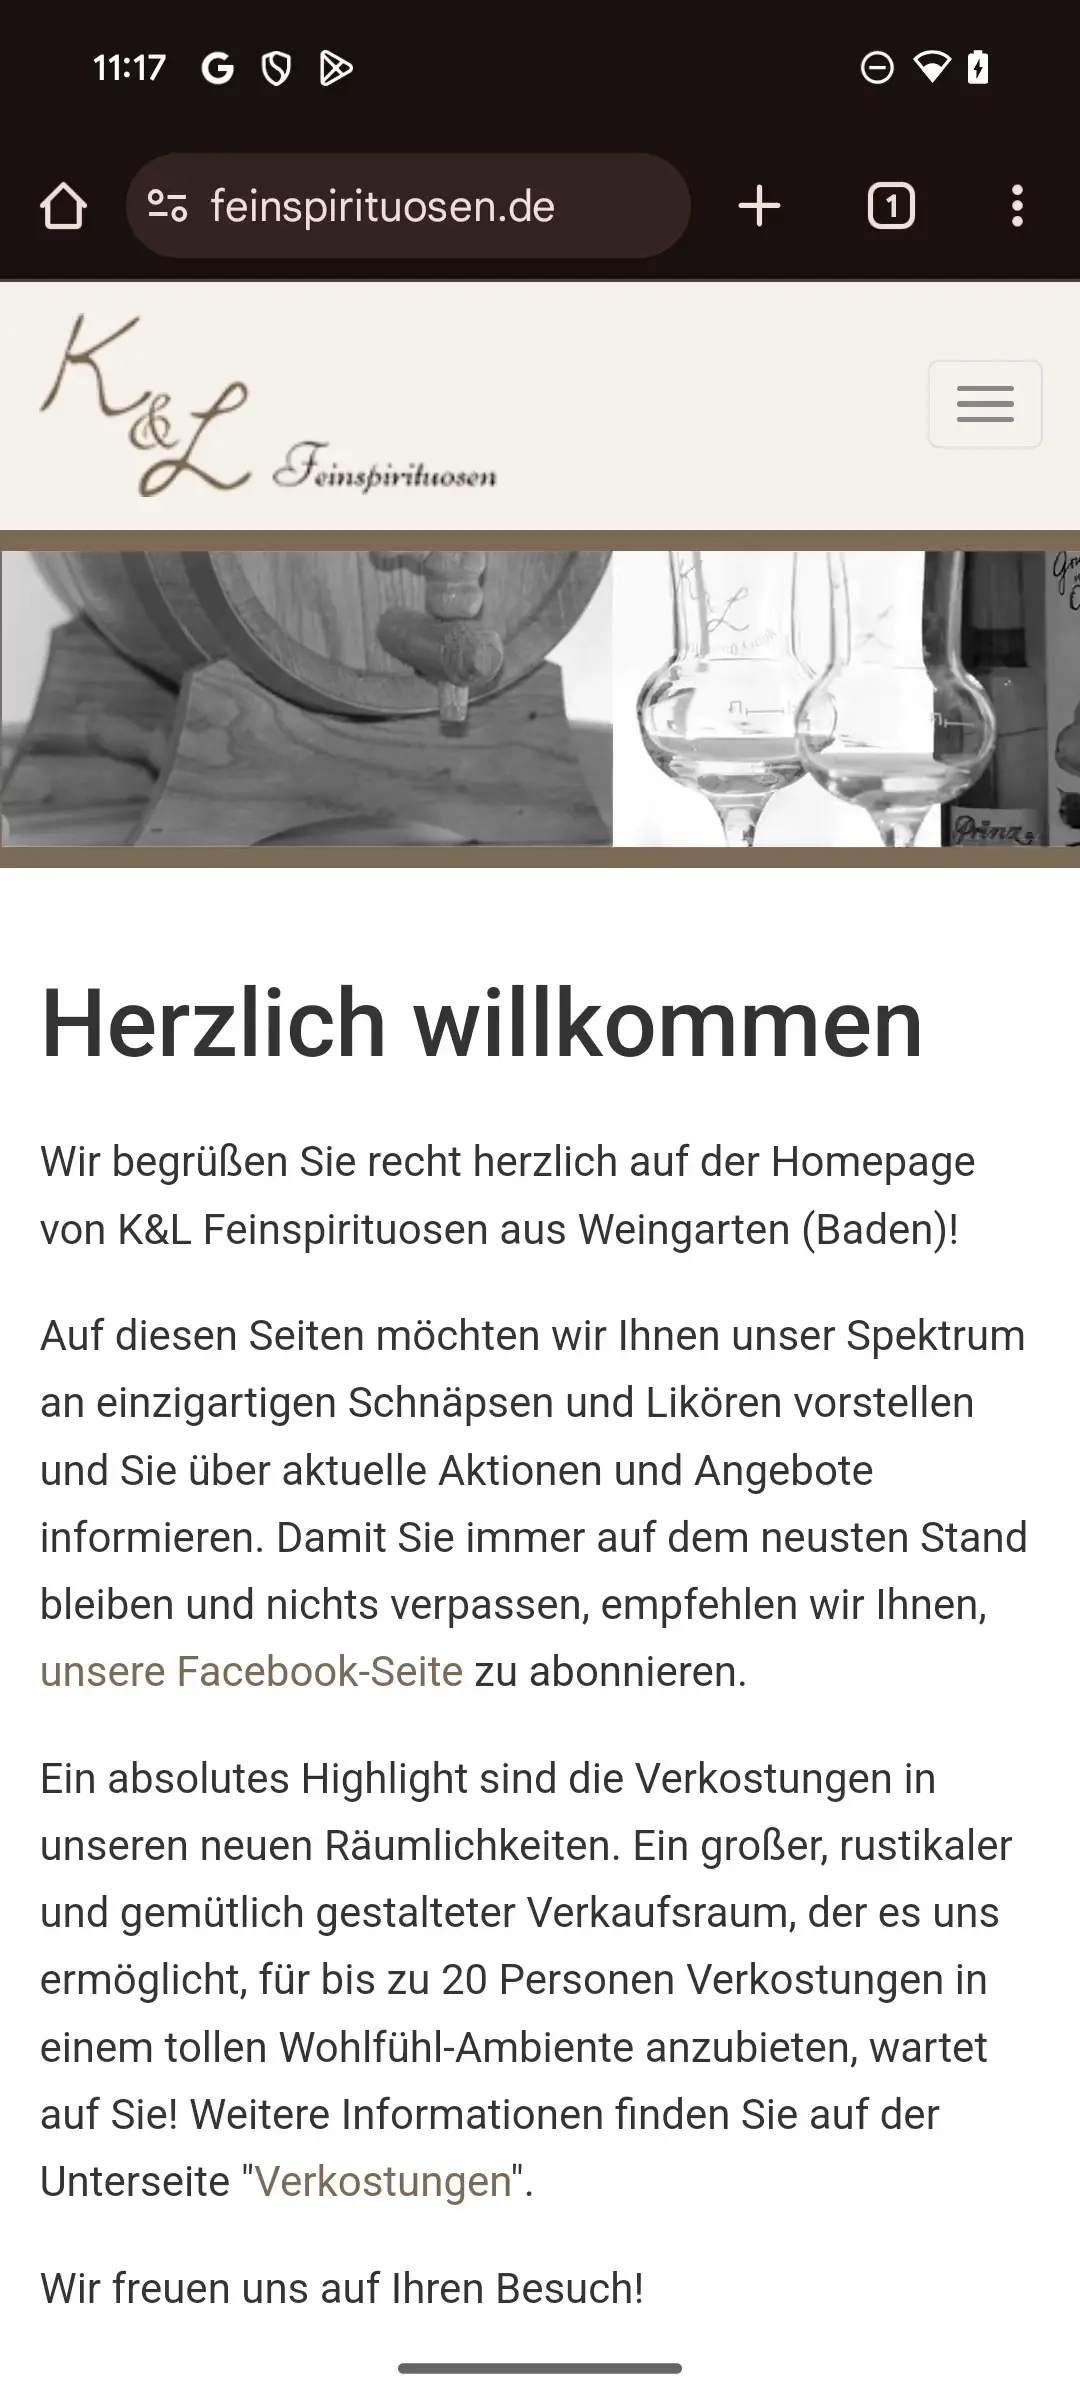 11:17
feinspirituosen.de
1
K&L Feinspirituosen
Prinz
Herzlich willkommen
Wir begrüßen Sie recht herzlich auf der Homepage
von K&L Feinspirituosen aus Weingarten (Baden)!
Auf diesen Seiten möchten wir Ihnen unser Spektrum
an einzigartigen Schnäpsen und Likören vorstellen
und Sie über aktuelle Aktionen und Angebote
informieren. Damit Sie immer auf dem neusten Stand
bleiben und nichts verpassen, empfehlen wir Ihnen,
unsere Facebook-Seite zu abonnieren.
Ein absolutes Highlight sind die Verkostungen in
unseren neuen Räumlichkeiten. Ein großer, rustikaler
und gemütlich gestalteter Verkaufsraum, der es uns
ermöglicht, für bis zu 20 Personen Verkostungen in
einem tollen Wohlfühl-Ambiente anzubieten, wartet
auf Sie! Weitere Informationen finden Sie auf der
Unterseite "Verkostungen".
Wir freuen uns auf Ihren Besuch!